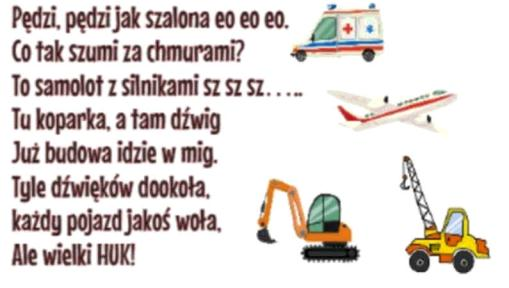 Pędzi, pędzi jak szalona eo eo eo.
Co tak szumi za chmurami?
To samolot z silnikami sz sz sz.....
Tu koparka, a tam dźwig
Już budowa idzie w mig.
Tyle dźwięków dookoła,
każdy pojazd jakoś woła,
Ale wielki HUK!